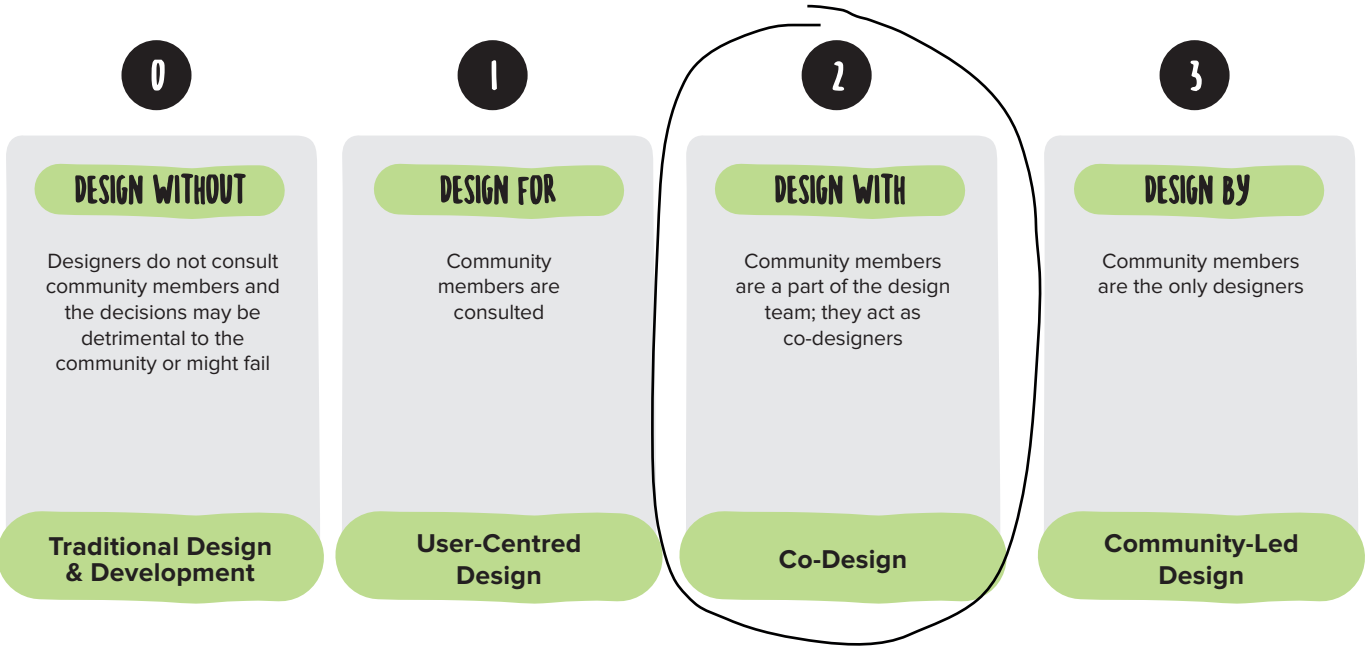 0
DESIGN WITHOUT
Designers do not consult
community members and
the decisions may be
detrimental to the
community or might fail
Traditional Design
& Development
1
DESIGN FOR
Community
members are
consulted
User-Centred
Design
2
DESIGN WITH
Community members
are a part of the design
team; they act as
co-designers
Co-Design
3
DESIGN BY
Community members
are the only designers
Community-Led
Design